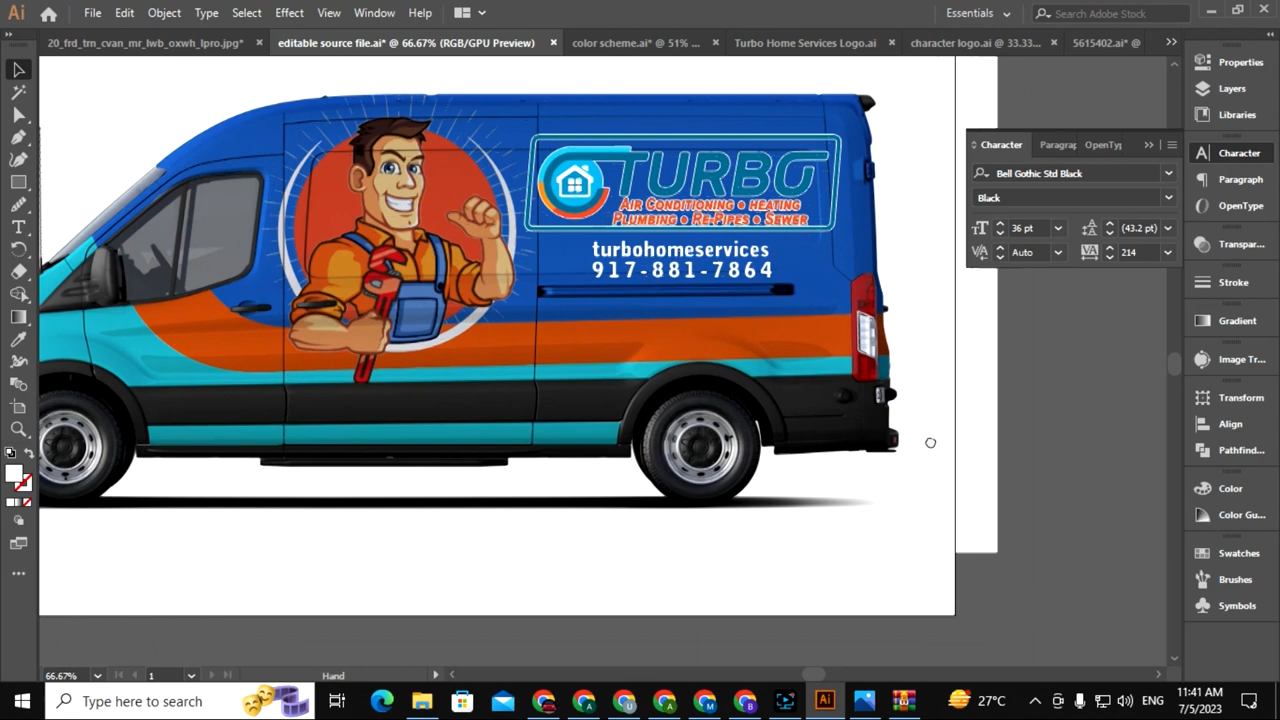 Ai File Edit Object Type Select Effect View Window Help Essentials Search Adobe Stock
20_frd_trn_cvan_mr_lwb_oxwh_lpro.jpg* editable source file.ai* @ 66.67% (RGB/GPU Preview) color scheme.ai* @ 51% ... Turbo Home Services Logo.ai character logo.ai @ 33.33... 5615402.ai* @
TURBO
AIR CONDITIONING • HEATING
PLUMBING • RE-PIPES • SEWER
turbohomeservices
917-881-7864
Character Paragrap OpenTyp
Bell Gothic Std Black
Black
36 pt (43.2 pt)
Auto 214
Properties
Layers
Libraries
Character
Paragraph
OpenType
Transpar...
Stroke
Gradient
Image Tr...
Transform
Align
Pathfind...
Color
Color Gu...
Swatches
Brushes
Symbols
66.67% 1 Hand
Type here to search
27°C ENG 11:41 AM
7/5/2023